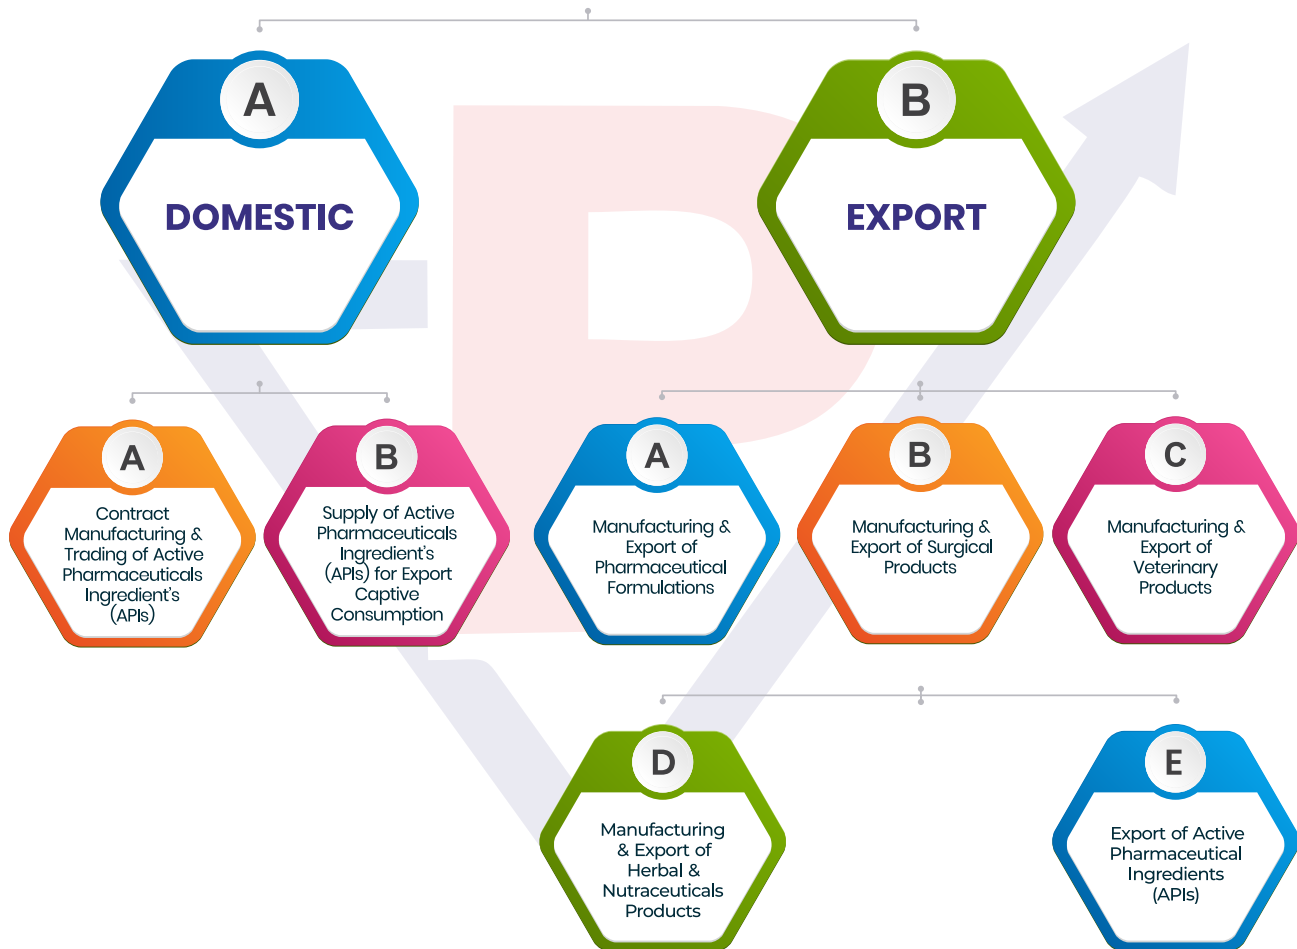 A
DOMESTIC
B
EXPORT
A
Contract
Manufacturing &
Trading of Active
Pharmaceuticals
Ingredient's
(APIs)
B
Supply of Active
Pharmaceuticals
Ingredient's
(APIs) for Export
Captive
Consumption
A
Manufacturing &
Export of
Pharmaceutical
Formulations
B
Manufacturing &
Export of Surgical
Products
C
Manufacturing &
Export of
Veterinary
Products
D
Manufacturing
& Export of
Herbal &
Nutraceuticals
Products
E
Export of Active
Pharmaceutical
Ingredients
(APIs)